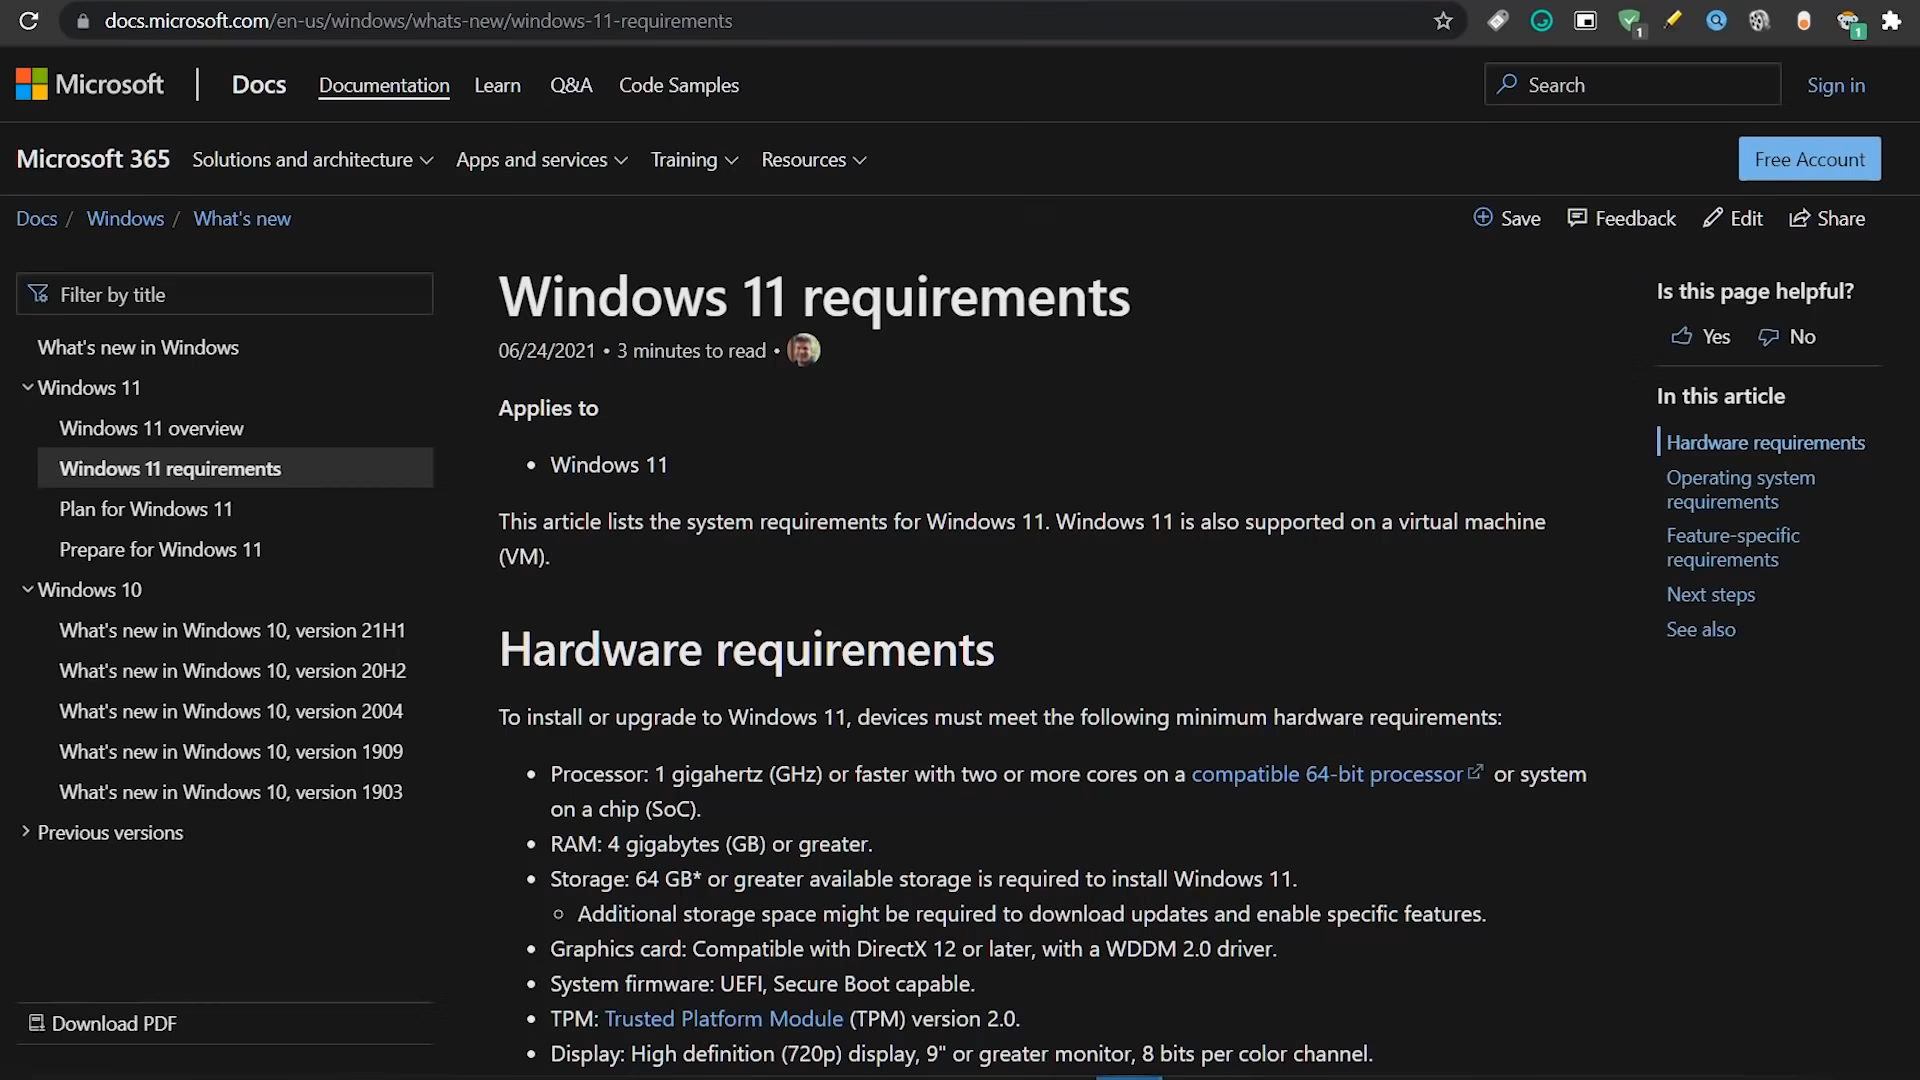 docs.microsoft.com/en-us/windows/whats-new/windows-11-requirements
1
1
Microsoft
Docs
Documentation
Learn
Q&A
Code Samples
Search
Sign in
Microsoft 365
Solutions and architecture
Apps and services
Training
Resources
Free Account
Docs / Windows / What's new
Save
Feedback
Edit
Share
Filter by title
What's new in Windows
Windows 11
Windows 11 overview
Windows 11 requirements
Plan for Windows 11
Prepare for Windows 11
Windows 10
What's new in Windows 10, version 21H1
What's new in Windows 10, version 20H2
What's new in Windows 10, version 2004
What's new in Windows 10, version 1909
What's new in Windows 10, version 1903
Previous versions
Download PDF
Windows 11 requirements
06/24/2021 • 3 minutes to read •
Applies to
• Windows 11
This article lists the system requirements for Windows 11. Windows 11 is also supported on a virtual machine
(VM).
Hardware requirements
To install or upgrade to Windows 11, devices must meet the following minimum hardware requirements:
• Processor: 1 gigahertz (GHz) or faster with two or more cores on a compatible 64-bit processor or system
on a chip (SoC).
• RAM: 4 gigabytes (GB) or greater.
• Storage: 64 GB* or greater available storage is required to install Windows 11.
○ Additional storage space might be required to download updates and enable specific features.
• Graphics card: Compatible with DirectX 12 or later, with a WDDM 2.0 driver.
• System firmware: UEFI, Secure Boot capable.
• TPM: Trusted Platform Module (TPM) version 2.0.
• Display: High definition (720p) display, 9" or greater monitor, 8 bits per color channel.
Is this page helpful?
Yes
No
In this article
Hardware requirements
Operating system
requirements
Feature-specific
requirements
Next steps
See also